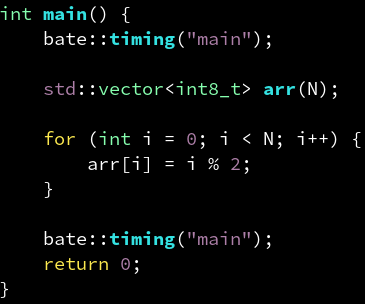 int main() {
    bate::timing("main");

    std::vector<int8_t> arr(N);

    for (int i = 0; i < N; i++) {
        arr[i] = i % 2;
    }

    bate::timing("main");
    return 0;
}